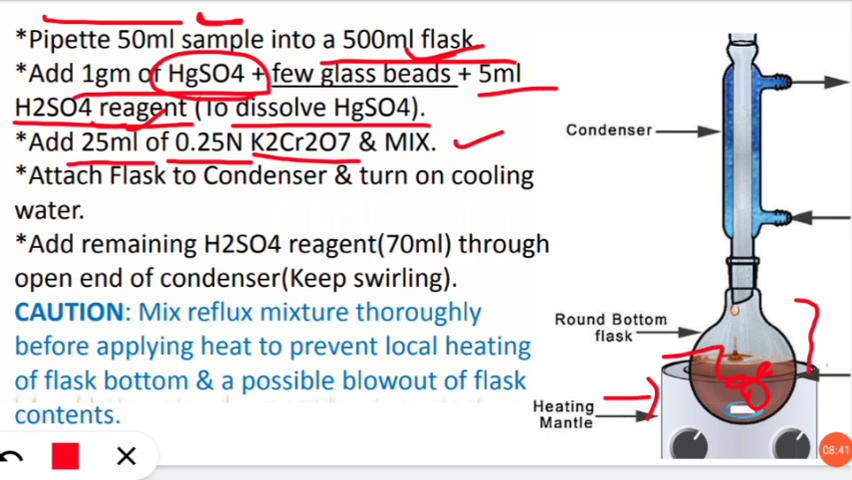 *Pipette 50ml sample into a 500ml flask
*Add 1gm of HgSO4 + few glass beads + 5ml
H2SO4 reagent (To dissolve HgSO4).
*Add 25ml of 0.25N K2Cr2O7 & MIX.
*Attach Flask to Condenser & turn on cooling
water.
*Add remaining H2SO4 reagent(70ml) through
open end of condenser(Keep swirling).
CAUTION: Mix reflux mixture thoroughly
before applying heat to prevent local heating
of flask bottom & a possible blowout of flask
contents.
Condenser
Round Bottom
flask
Heating
Mantle
08:41